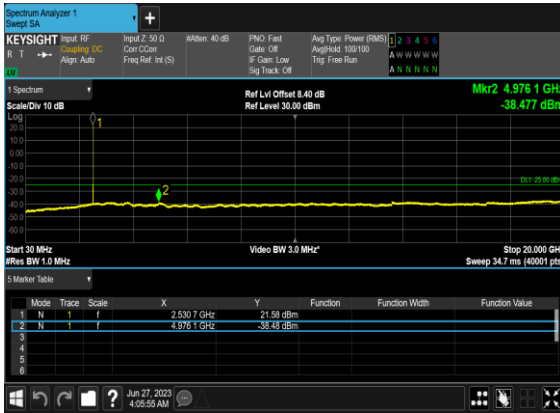 Spectrum Analyzer 1
Swept SA
+
KEYSIGHT
R T
Input: RF
Coupling: DC
Align: Auto
Input Z: 50 Ω
Corr CCorr
Freq Ref: Int (S)
#Atten: 40 dB
PNO: Fast
Gate: Off
IF Gain: Low
Sig Track: Off
Avg Type: Power (RMS)
Avg|Hold: 100/100
Trig: Free Run
1 2 3 4 5 6
A W W W W W
A N N N N N
1 Spectrum
Scale/Div 10 dB
Ref Lvl Offset 8.40 dB
Ref Level 30.00 dBm
Mkr2 4.976 1 GHz
-38.477 dBm
Log
20.0
10.0
0.00
-10.0
-20.0
-30.0
-40.0
-50.0
-60.0
1
2
DL1 -25.00 dBm
Start 30 MHz
#Res BW 1.0 MHz
Video BW 3.0 MHz*
Stop 20.000 GHz
Sweep 34.7 ms (40001 pts)
5 Marker Table
Mode Trace Scale X Y Function Function Width Function Value
1 N 1 f 2.530 7 GHz 21.58 dBm
2 N 1 f 4.976 1 GHz -38.48 dBm
3
4
5
6
?
Jun 27, 2023
4:05:55 AM